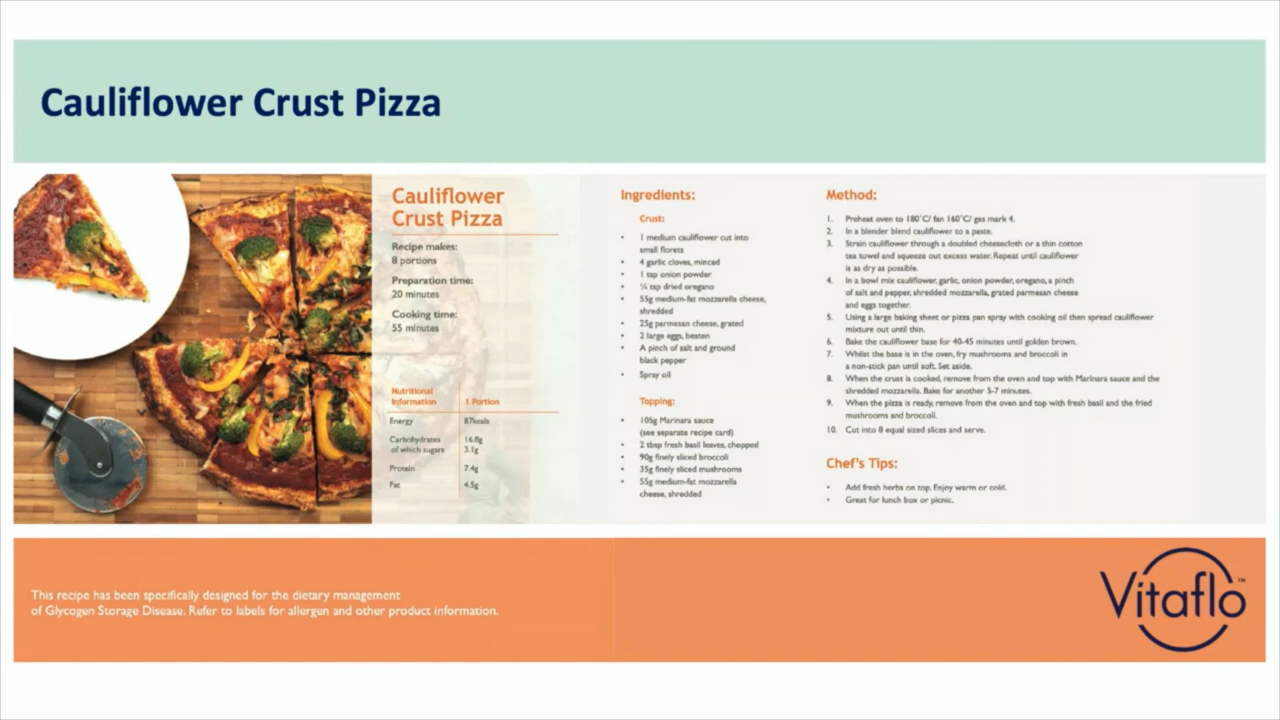 Cauliflower Crust Pizza
Cauliflower
Crust Pizza
Recipe makes:
8 portions
Preparation time:
20 minutes
Cooking time:
55 minutes
Nutritional
Information 1 Portion
Energy 87kcals
Carbohydrates 16.8g
of which sugars 3.1g
Protein 7.4g
Fat 4.5g
Ingredients:
Crust:
• 1 medium cauliflower cut into
small florets
• 4 garlic cloves, minced
• 1 tsp onion powder
• ¼ tsp dried oregano
• 55g medium-fat mozzarella cheese,
shredded
• 25g parmesan cheese, grated
• 2 large eggs, beaten
• A pinch of salt and ground
black pepper
• Spray oil
Topping:
• 105g Marinara sauce
(see separate recipe card)
• 2 tbsp fresh basil leaves, chopped
• 90g finely sliced broccoli
• 35g finely sliced mushrooms
• 55g medium-fat mozzarella
cheese, shredded
Method:
1. Preheat oven to 180°C/ fan 160°C/ gas mark 4.
2. In a blender blend cauliflower to a paste.
3. Strain cauliflower through a doubled cheesecloth or a thin cotton
tea towel and squeeze out excess water. Repeat until cauliflower
is as dry as possible.
4. In a bowl mix cauliflower, garlic, onion powder, oregano, a pinch
of salt and pepper, shredded mozzarella, grated parmesan cheese
and eggs together.
5. Using a large baking sheet or pizza pan spray with cooking oil then spread cauliflower
mixture out until thin.
6. Bake the cauliflower base for 40-45 minutes until golden brown.
7. Whilst the base is in the oven, fry mushrooms and broccoli in
a non-stick pan until soft. Set aside.
8. When the crust is cooked, remove from the oven and top with Marinara sauce and the
shredded mozzarella. Bake for another 5-7 minutes.
9. When the pizza is ready, remove from the oven and top with fresh basil and the fried
mushrooms and broccoli.
10. Cut into 8 equal sized slices and serve.
Chef's Tips:
• Add fresh herbs on top. Enjoy warm or cold.
• Great for lunch box or picnic.
This recipe has been specifically designed for the dietary management
of Glycogen Storage Disease. Refer to labels for allergen and other product information.
Vitaflo™